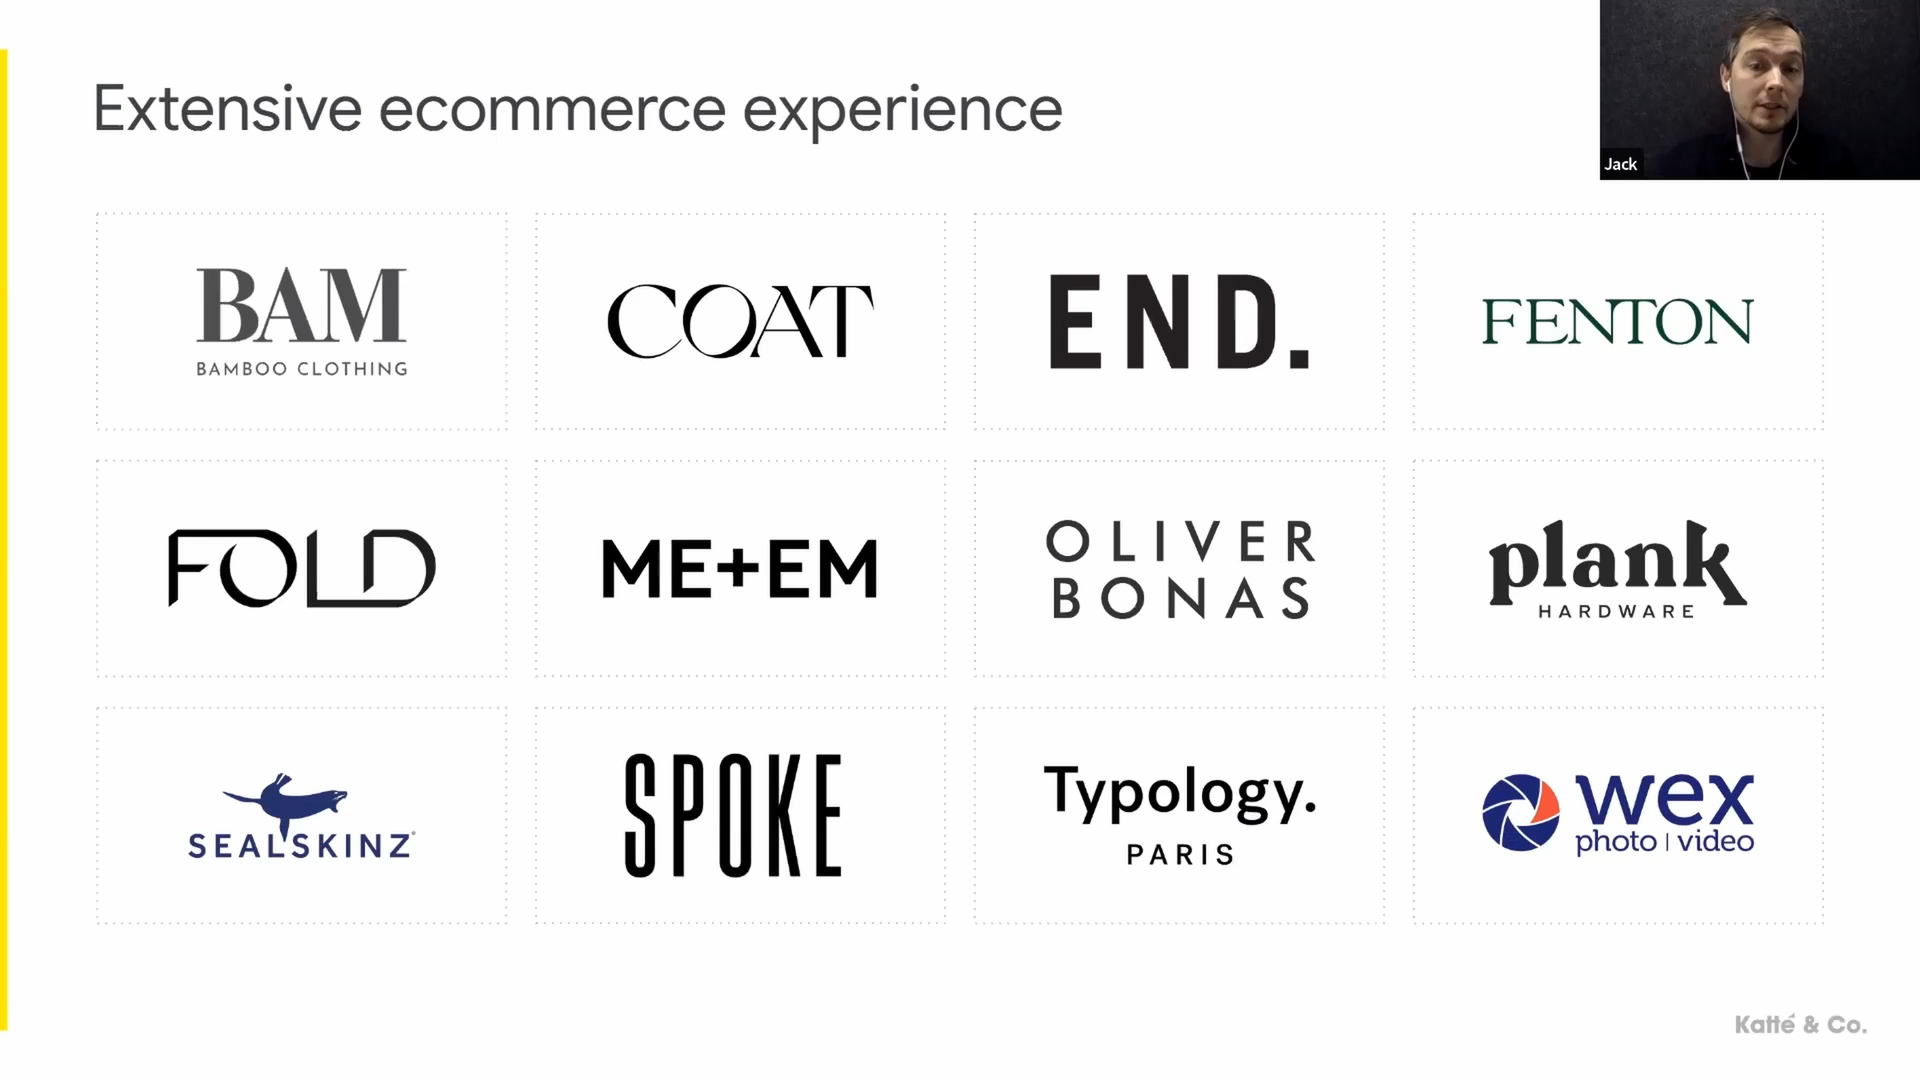 Extensive ecommerce experience
Jack
BAM
BAMBOO CLOTHING
COAT
END.
FENTON
FOLD
ME+EM
OLIVER
BONAS
plank
HARDWARE
SEALSKINZ
SPOKE
Typology.
PARIS
wex
photo | video
Katté & Co.